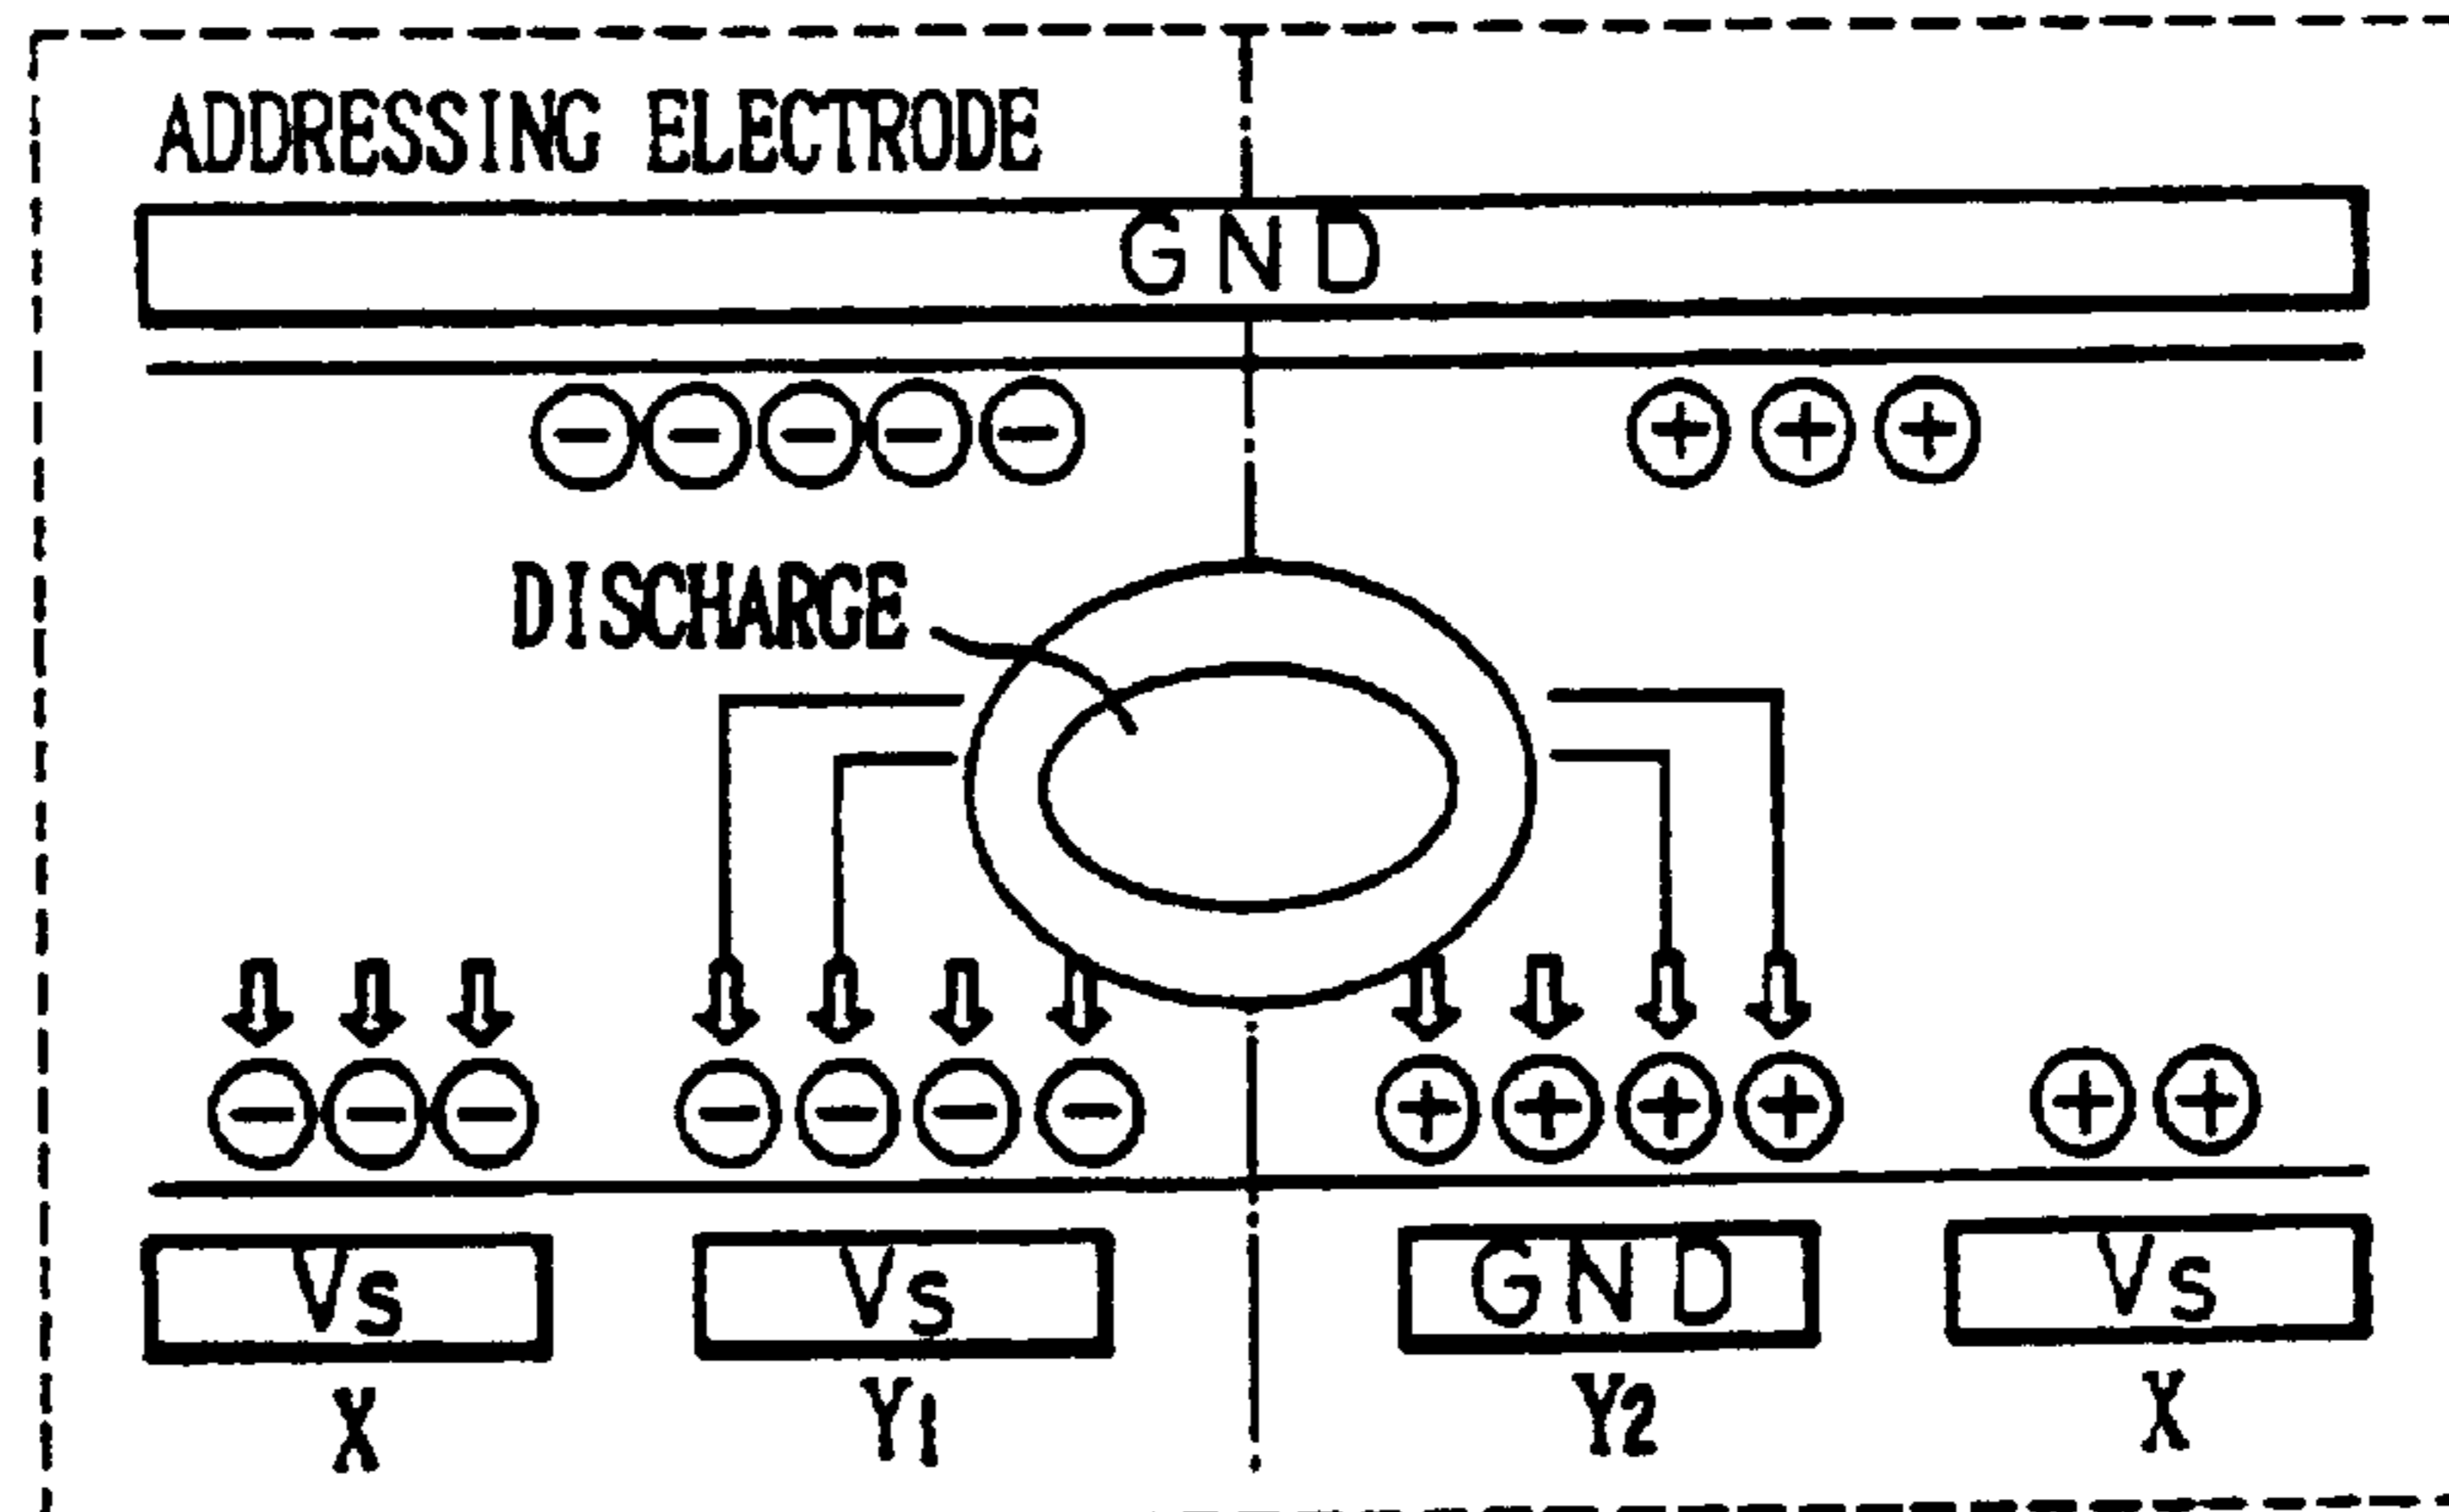 ADDRESSING ELECTRODE
GND
DISCHARGE
Vs Vs GND Vs
X Y1 Y2 X